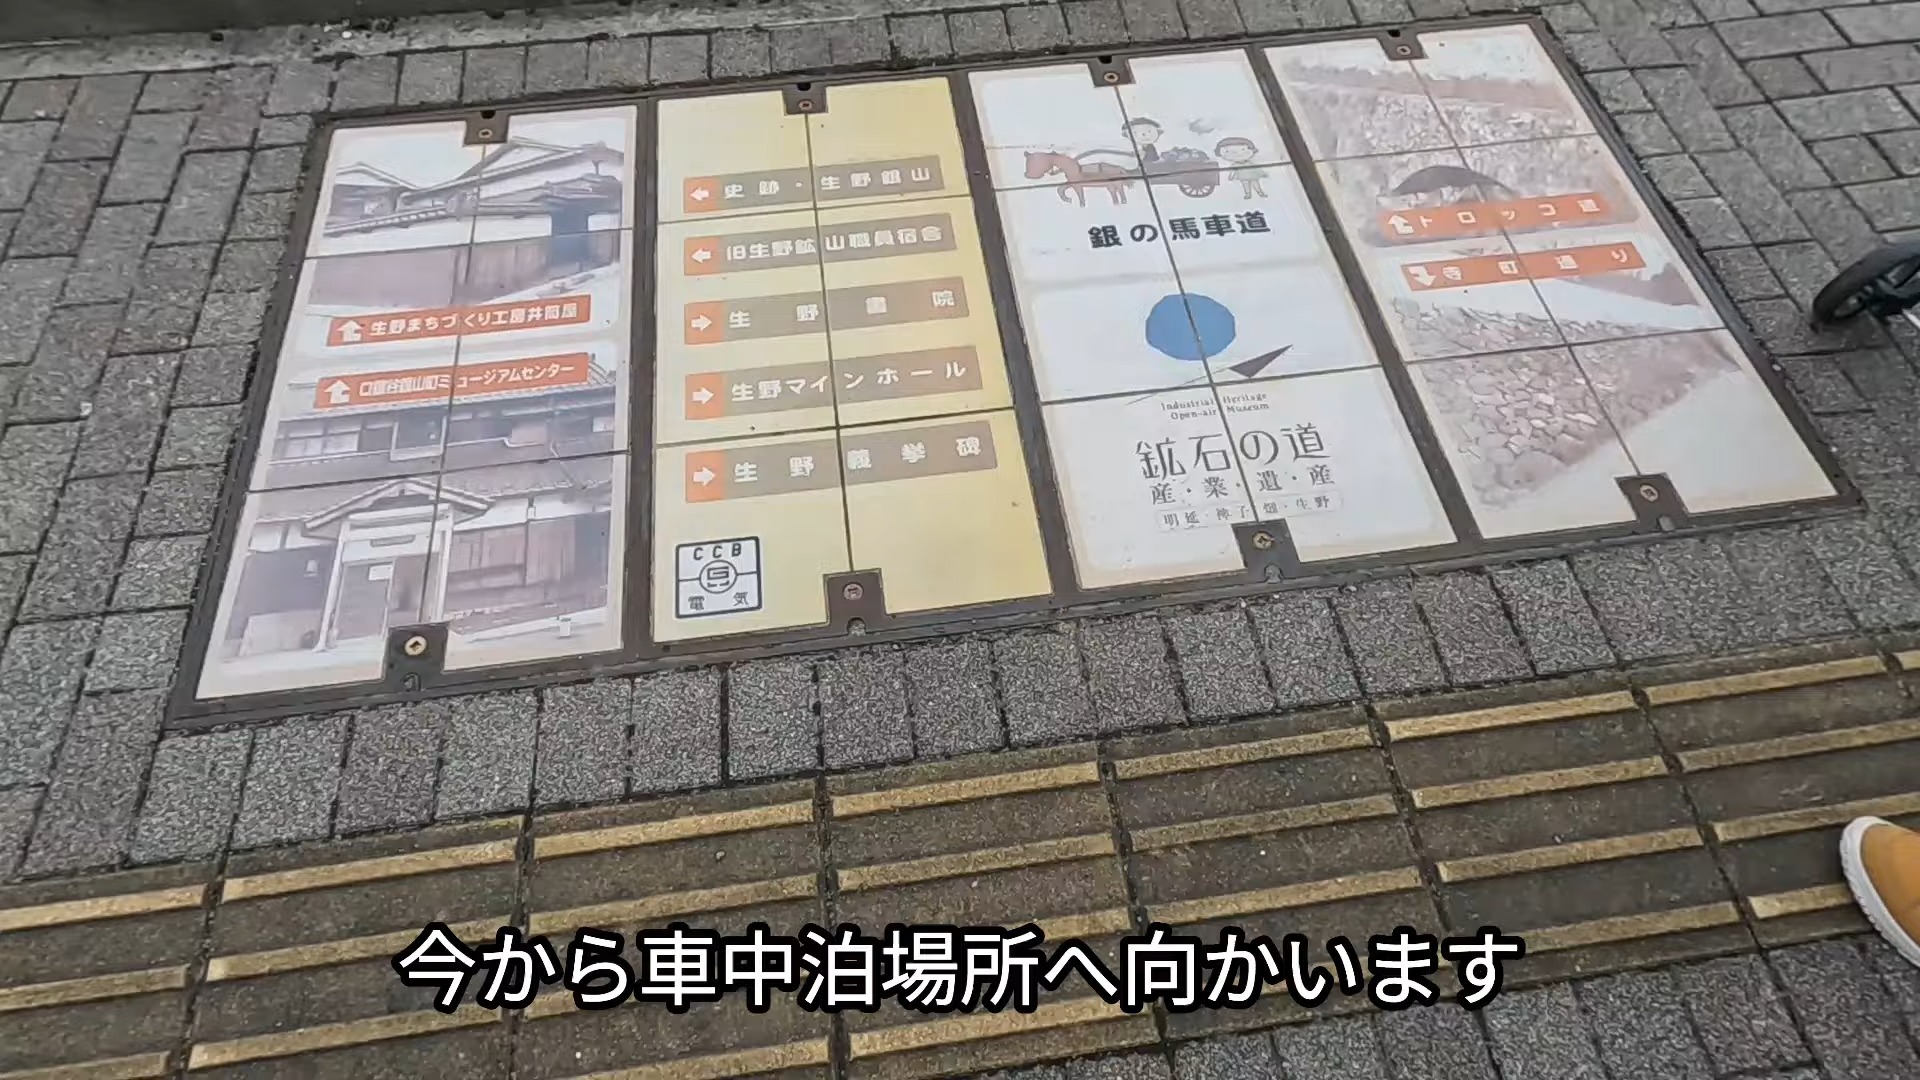 生野まちづくり工房井筒屋
口銀谷銀山町ミュージアムセンター
史跡・生野銀山
旧生野鉱山職員宿舎
生野書院
生野マインホール
生野義挙碑
CCB
電気
銀の馬車道
Industrial Heritage
Open-air Museum
鉱石の道
産・業・遺・産
明延・神子畑・生野
トロッコ道
寺町通り
今から車中泊場所へ向かいます